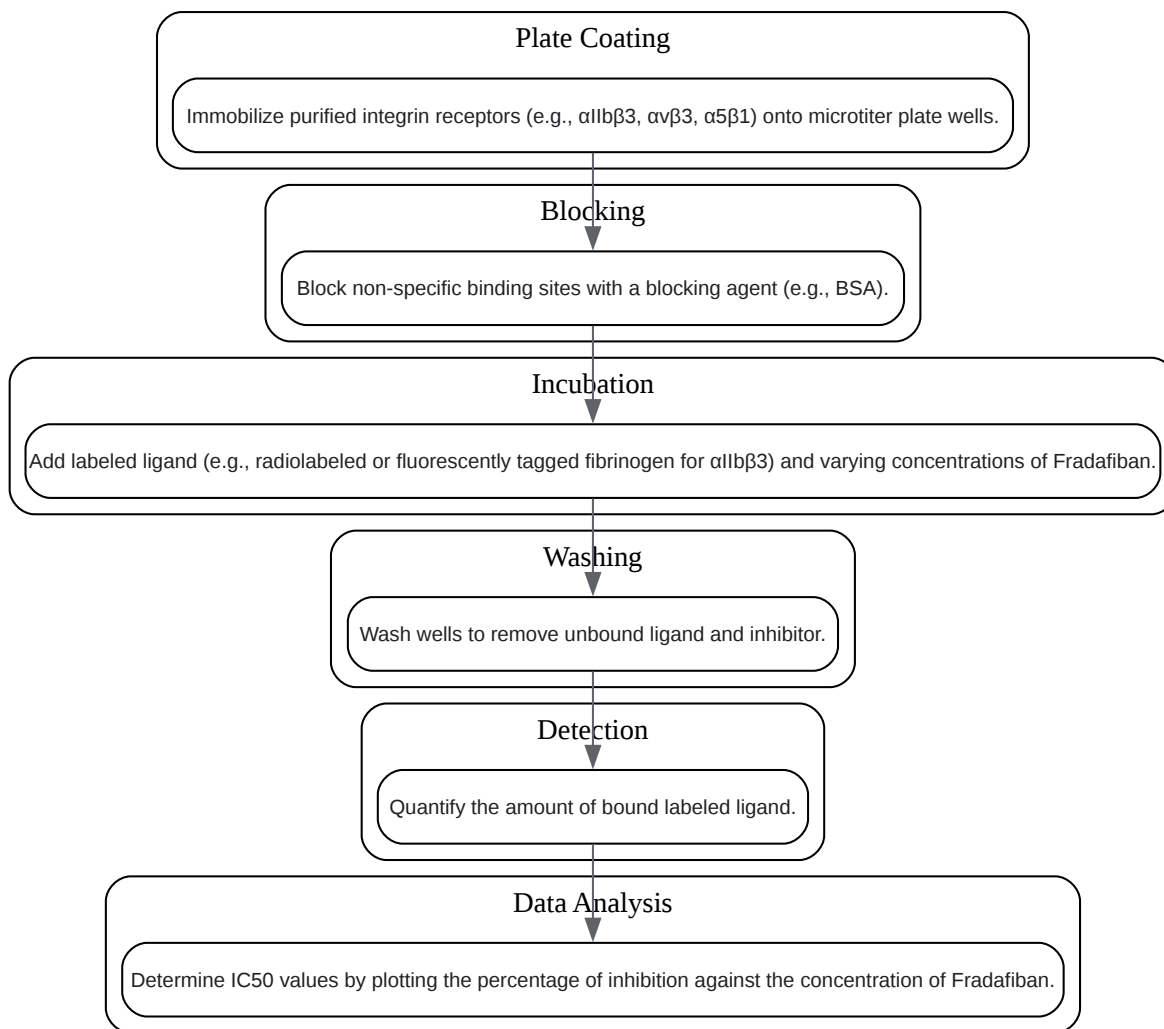 Plate Coating
Immobilize purified integrin receptors (e.g., αIIbβ3, αvβ3, α5β1) onto microtiter plate wells.
Blocking
Block non-specific binding sites with a blocking agent (e.g., BSA).
Incubation
Add labeled ligand (e.g., radiolabeled or fluorescently tagged fibrinogen for αIIbβ3) and varying concentrations of Fradafiban.
Washing
Wash wells to remove unbound ligand and inhibitor.
Detection
Quantify the amount of bound labeled ligand.
Data Analysis
Determine IC50 values by plotting the percentage of inhibition against the concentration of Fradafiban.